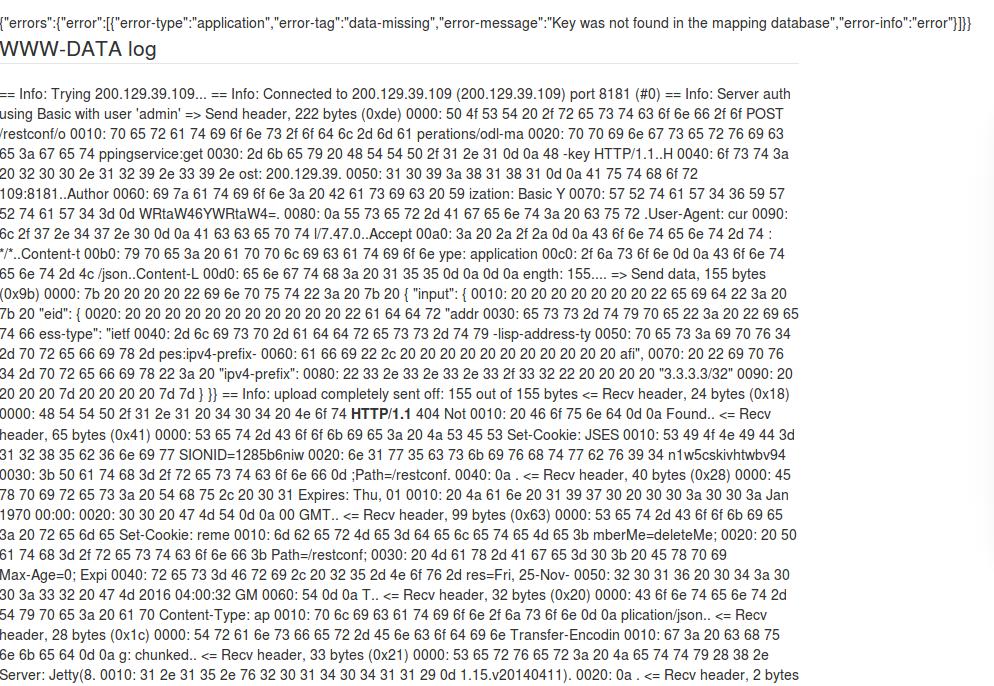 {"errors":{"error":[{"error-type":"application","error-tag":"data-missing","error-message":"Key was not found in the mapping database","error-info":"error"}]}}
WWW-DATA log
== Info: Trying 200.129.39.109... == Info: Connected to 200.129.39.109 (200.129.39.109) port 8181 (#0) == Info: Server auth
using Basic with user 'admin' => Send header, 222 bytes (0xde) 0000: 50 4f 53 54 20 2f 72 65 73 74 63 6f 6e 66 2f 6f POST
/restconf/o 0010: 70 65 72 61 74 69 6f 6e 73 2f 6f 64 6c 2d 6d 61 perations/odl-ma 0020: 70 70 69 6e 67 73 65 72 76 69 63
65 3a 67 65 74 ppingservice:get 0030: 2d 6b 65 79 20 48 54 54 50 2f 31 2e 31 0d 0a 48 -key HTTP/1.1..H 0040: 6f 73 74 3a
20 32 30 30 2e 31 32 39 2e 33 39 2e ost: 200.129.39. 0050: 31 30 39 3a 38 31 38 31 0d 0a 41 75 74 68 6f 72
109:8181..Author 0060: 69 7a 61 74 69 6f 6e 3a 20 42 61 73 69 63 20 59 ization: Basic Y 0070: 57 52 74 61 57 34 36 59 57
52 74 61 57 34 3d 0d WRtaW46YWRtaW4=. 0080: 0a 55 73 65 72 2d 41 67 65 6e 74 3a 20 63 75 72 .User-Agent: cur 0090:
6c 2f 37 2e 34 37 2e 30 0d 0a 41 63 63 65 70 74 l/7.47.0..Accept 00a0: 3a 20 2a 2f 2a 0d 0a 43 6f 6e 74 65 6e 74 2d 74 :
*/*..Content-t 00b0: 79 70 65 3a 20 61 70 70 6c 69 63 61 74 69 6f 6e ype: application 00c0: 2f 6a 73 6f 6e 0d 0a 43 6f 6e 74
65 6e 74 2d 4c /json..Content-L 00d0: 65 6e 67 74 68 3a 20 31 35 35 0d 0a 0d 0a ength: 155.... => Send data, 155 bytes
(0x9b) 0000: 7b 20 20 20 20 22 69 6e 70 75 74 22 3a 20 7b 20 { "input": { 0010: 20 20 20 20 20 20 20 22 65 69 64 22 3a 20
7b 20 "eid": { 0020: 20 20 20 20 20 20 20 20 20 20 20 22 61 64 64 72 "addr 0030: 65 73 73 2d 74 79 70 65 22 3a 20 22 69 65
74 66 ess-type": "ietf 0040: 2d 6c 69 73 70 2d 61 64 64 72 65 73 73 2d 74 79 -lisp-address-ty 0050: 70 65 73 3a 69 70 76 34
2d 70 72 65 66 69 78 2d pes:ipv4-prefix- 0060: 61 66 69 22 2c 20 20 20 20 20 20 20 20 20 20 20 afi", 0070: 20 22 69 70 76
34 2d 70 72 65 66 69 78 22 3a 20 "ipv4-prefix": 0080: 22 33 2e 33 2e 33 2e 33 2f 33 32 22 20 20 20 20 "3.3.3.3/32" 0090: 20
20 20 20 7d 20 20 20 20 7d 7d } }} == Info: upload completely sent off: 155 out of 155 bytes <= Recv header, 24 bytes (0x18)
0000: 48 54 54 50 2f 31 2e 31 20 34 30 34 20 4e 6f 74 HTTP/1.1 404 Not 0010: 20 46 6f 75 6e 64 0d 0a Found.. <= Recv
header, 65 bytes (0x41) 0000: 53 65 74 2d 43 6f 6f 6b 69 65 3a 20 4a 53 45 53 Set-Cookie: JSES 0010: 53 49 4f 4e 49 44 3d
31 32 38 35 62 36 6e 69 77 SIONID=1285b6niw 0020: 6e 31 77 35 63 73 6b 69 76 68 74 77 62 76 39 34 n1w5cskivhtwbv94
0030: 3b 50 61 74 68 3d 2f 72 65 73 74 63 6f 6e 66 0d ;Path=/restconf. 0040: 0a . <= Recv header, 40 bytes (0x28) 0000: 45
78 70 69 72 65 73 3a 20 54 68 75 2c 20 30 31 Expires: Thu, 01 0010: 20 4a 61 6e 20 31 39 37 30 20 30 30 3a 30 30 3a Jan
1970 00:00: 0020: 30 30 20 47 4d 54 0d 0a 00 GMT.. <= Recv header, 99 bytes (0x63) 0000: 53 65 74 2d 43 6f 6f 6b 69 65
3a 20 72 65 6d 65 Set-Cookie: reme 0010: 6d 62 65 72 4d 65 3d 64 65 6c 65 74 65 4d 65 3b mberMe=deleteMe; 0020: 20 50
61 74 68 3d 2f 72 65 73 74 63 6f 6e 66 3b Path=/restconf; 0030: 20 4d 61 78 2d 41 67 65 3d 30 3b 20 45 78 70 69
Max-Age=0; Expi 0040: 72 65 73 3d 46 72 69 2c 20 32 35 2d 4e 6f 76 2d res=Fri, 25-Nov- 0050: 32 30 31 36 20 30 34 3a 30
30 3a 33 32 20 47 4d 2016 04:00:32 GM 0060: 54 0d 0a T.. <= Recv header, 32 bytes (0x20) 0000: 43 6f 6e 74 65 6e 74 2d
54 79 70 65 3a 20 61 70 Content-Type: ap 0010: 70 6c 69 63 61 74 69 6f 6e 2f 6a 73 6f 6e 0d 0a plication/json.. <= Recv
header, 28 bytes (0x1c) 0000: 54 72 61 6e 73 66 65 72 2d 45 6e 63 6f 64 69 6e Transfer-Encodin 0010: 67 3a 20 63 68 75
6e 6b 65 64 0d 0a g: chunked.. <= Recv header, 33 bytes (0x21) 0000: 53 65 72 76 65 72 3a 20 4a 65 74 74 79 28 38 2e
Server: Jetty(8. 0010: 31 2e 31 35 2e 76 32 30 31 34 30 34 31 31 29 0d 1.15.v20140411). 0020: 0a . <= Recv header, 2 bytes